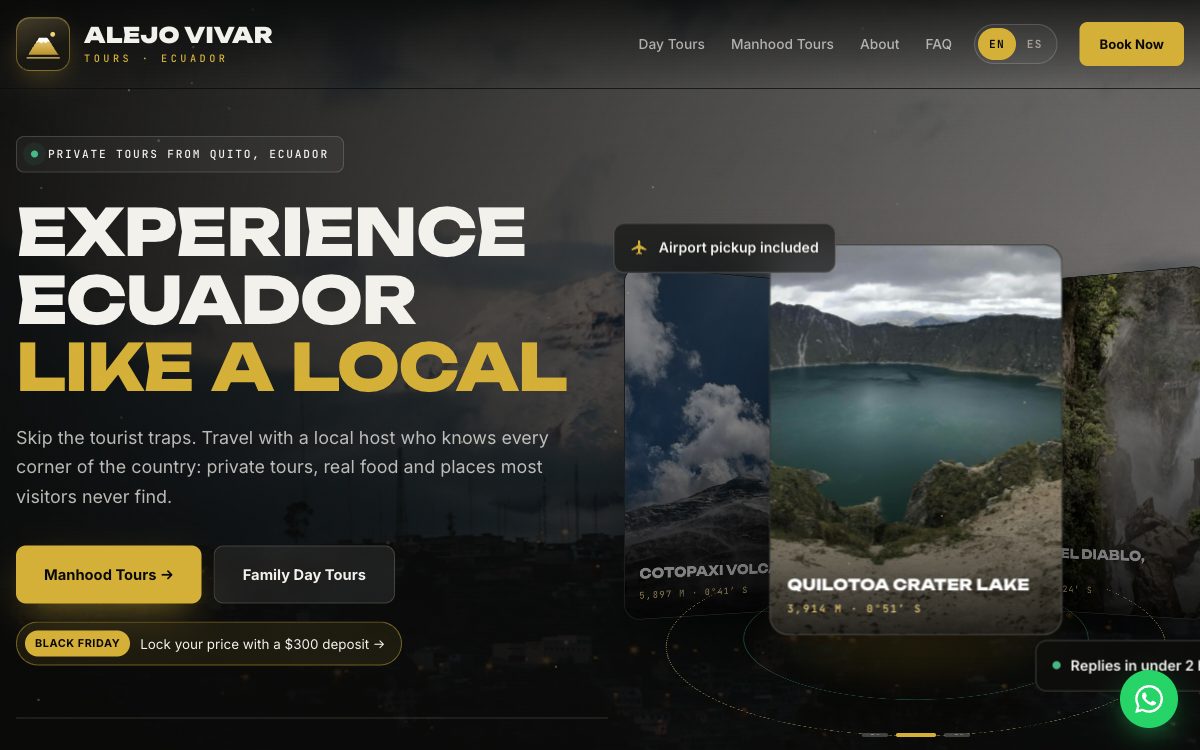 ALEJO VIVAR
TOURS · ECUADOR
Day Tours
Manhood Tours
About
FAQ
EN
ES
Book Now
PRIVATE TOURS FROM QUITO, ECUADOR
EXPERIENCE
ECUADOR
LIKE A LOCAL
Skip the tourist traps. Travel with a local host who knows every
corner of the country: private tours, real food and places most
visitors never find.
Manhood Tours →
Family Day Tours
BLACK FRIDAY
Lock your price with a $300 deposit →
Airport pickup included
COTOPAXI VOLC
5,897 M · 0°41′ S
QUILOTOA CRATER LAKE
3,914 M · 0°51′ S
EL DIABLO,
24′ S
Replies in under 2